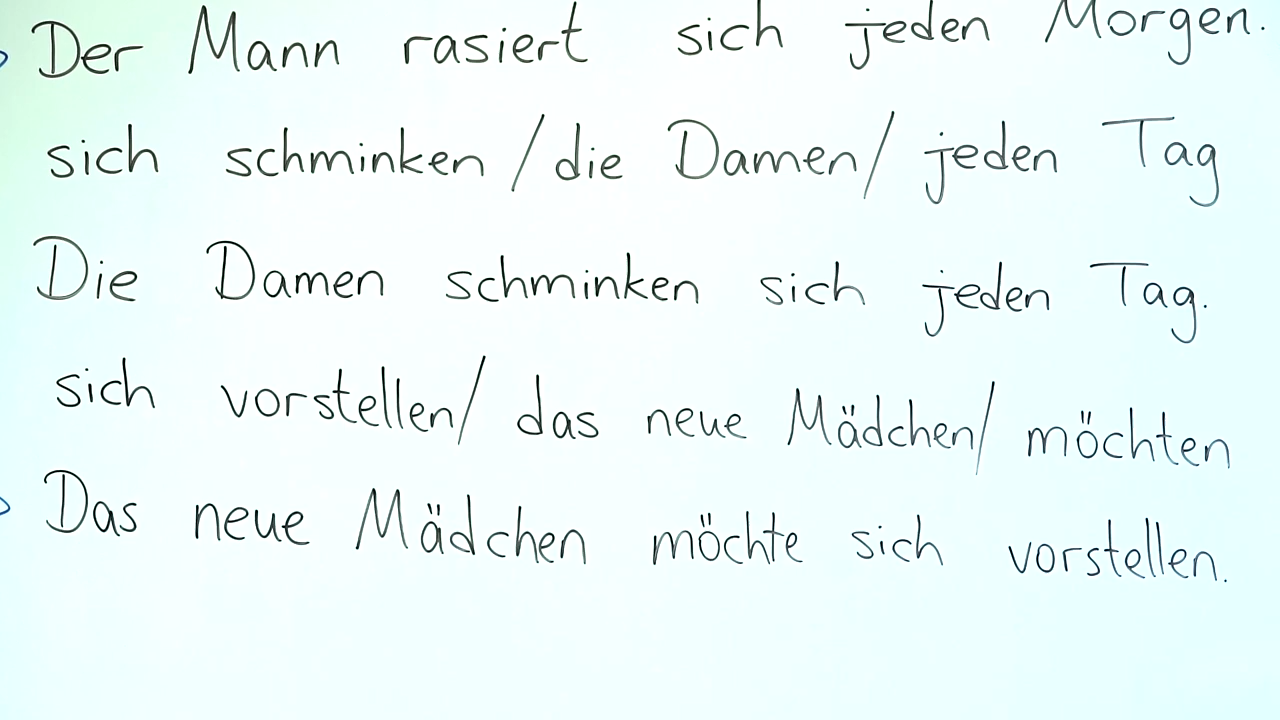 Der Mann rasiert sich jeden Morgen.
sich schminken / die Damen / jeden Tag
Die Damen schminken sich jeden Tag.
sich vorstellen / das neue Mädchen / möchten
Das neue Mädchen möchte sich vorstellen.